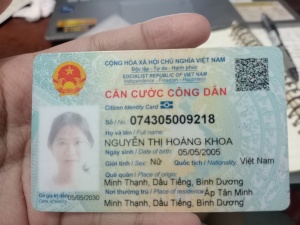 CỘNG HÒA XÃ HỘI CHỦ NGHĨA VIỆT NAM
Độc lập - Tự do - Hạnh phúc
SOCIALIST REPUBLIC OF VIET NAM
Independence - Freedom - Happiness
CĂN CƯỚC CÔNG DÂN
Citizen Identity Card
Số / No.: 074305009218
Họ và tên / Full name:
NGUYỄN THỊ HOÀNG KHOA
Ngày sinh / Date of birth: 05/05/2005
Giới tính / Sex: Nữ Quốc tịch / Nationality: Việt Nam
Quê quán / Place of origin:
Minh Thạnh, Dầu Tiếng, Bình Dương
Nơi thường trú / Place of residence: Ấp Tân Minh
Minh Thạnh, Dầu Tiếng, Bình Dương
Có giá trị đến: 05/05/2030